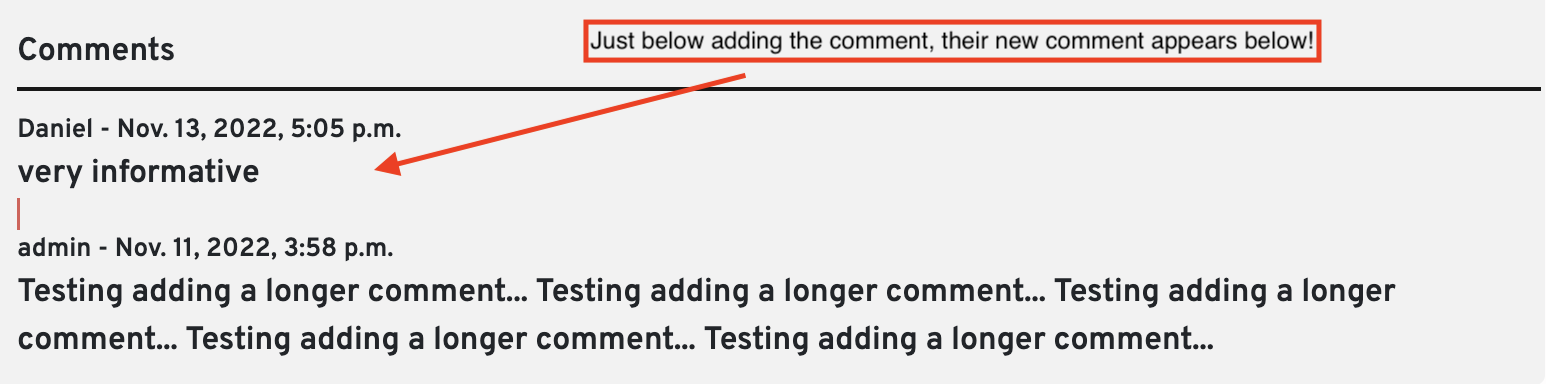 Just below adding the comment, their new comment appears below!
Comments
Daniel - Nov. 13, 2022, 5:05 p.m.
very informative
admin - Nov. 11, 2022, 3:58 p.m.
Testing adding a longer comment... Testing adding a longer comment... Testing adding a longer
comment... Testing adding a longer comment... Testing adding a longer comment...